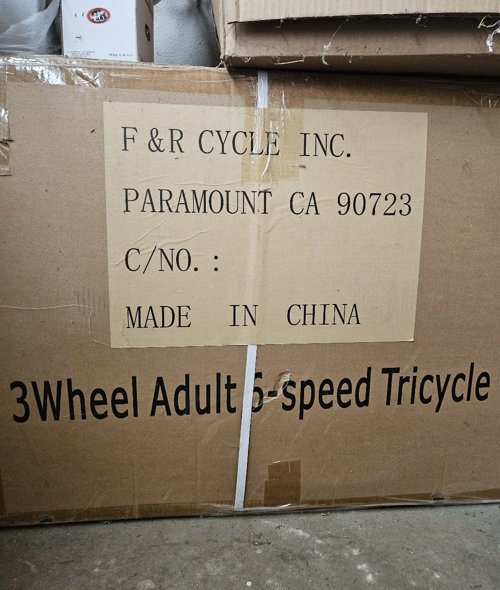 F & R CYCLE INC.
PARAMOUNT CA 90723
C/NO. :
MADE IN CHINA
3Wheel Adult 6-speed Tricycle